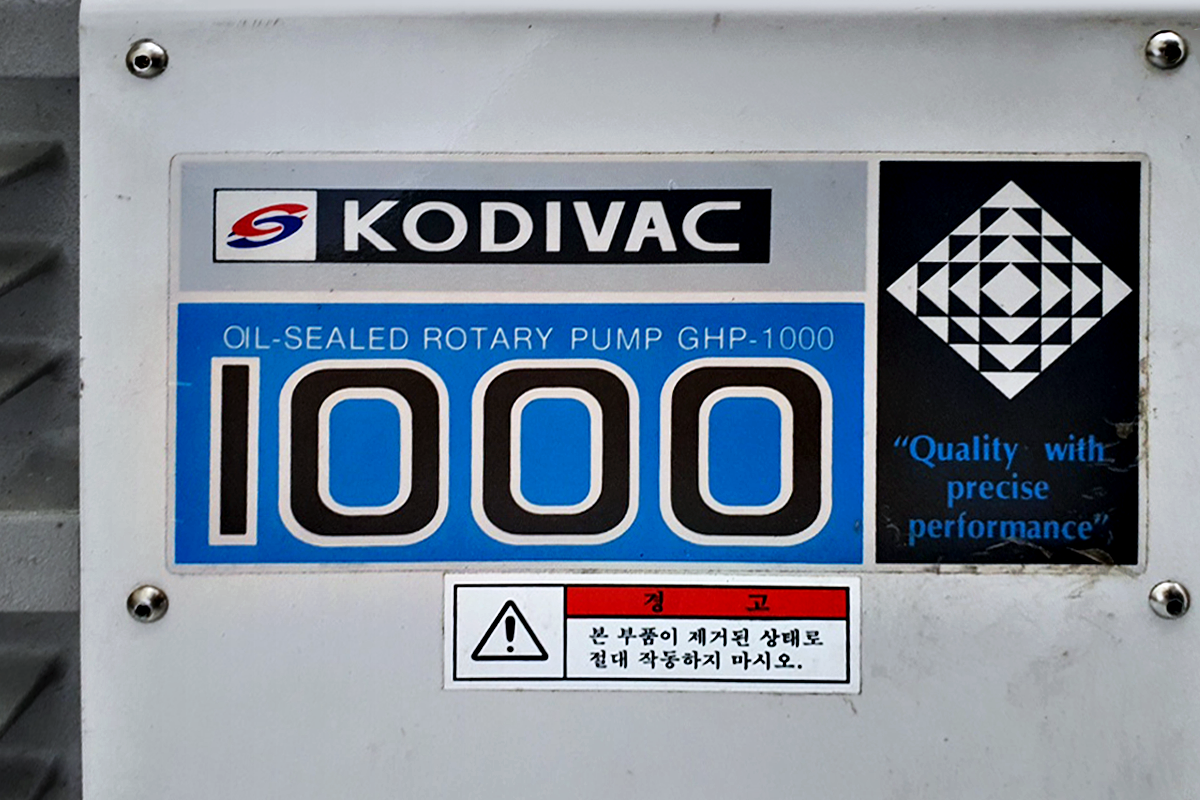 KODIVAC
OIL-SEALED ROTARY PUMP GHP-1000
1000
“Quality with
precise
performance”
경 고
본 부품이 제거된 상태로
절대 작동하지 마시오.